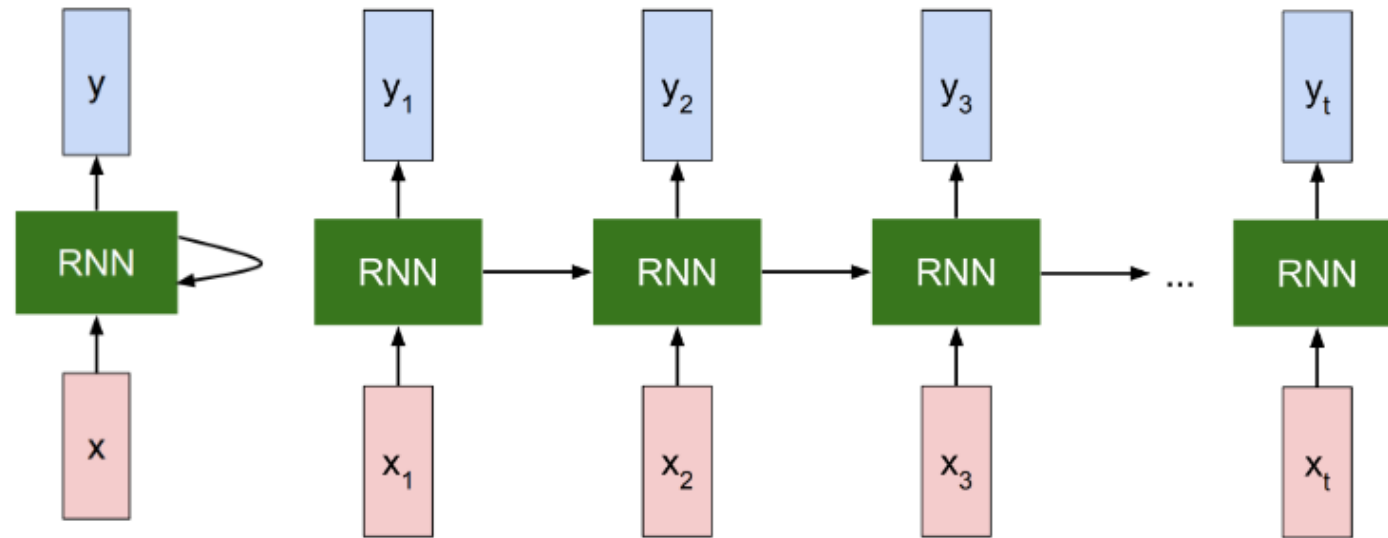 y y₁ y₂ y₃ yₜ
RNN RNN RNN RNN ... RNN
x x₁ x₂ x₃ xₜ